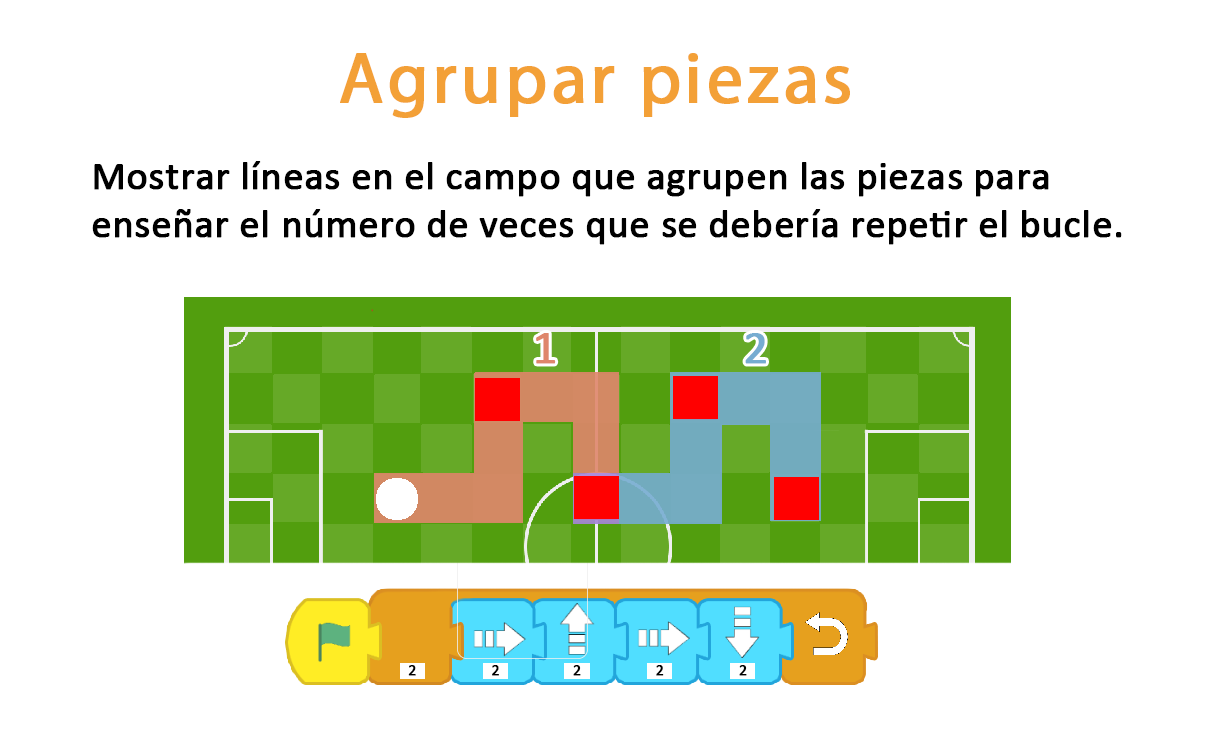 Agrupar piezas
Mostrar líneas en el campo que agrupen las piezas para
enseñar el número de veces que se debería repetir el bucle.
1 2
2 2 2 2 2